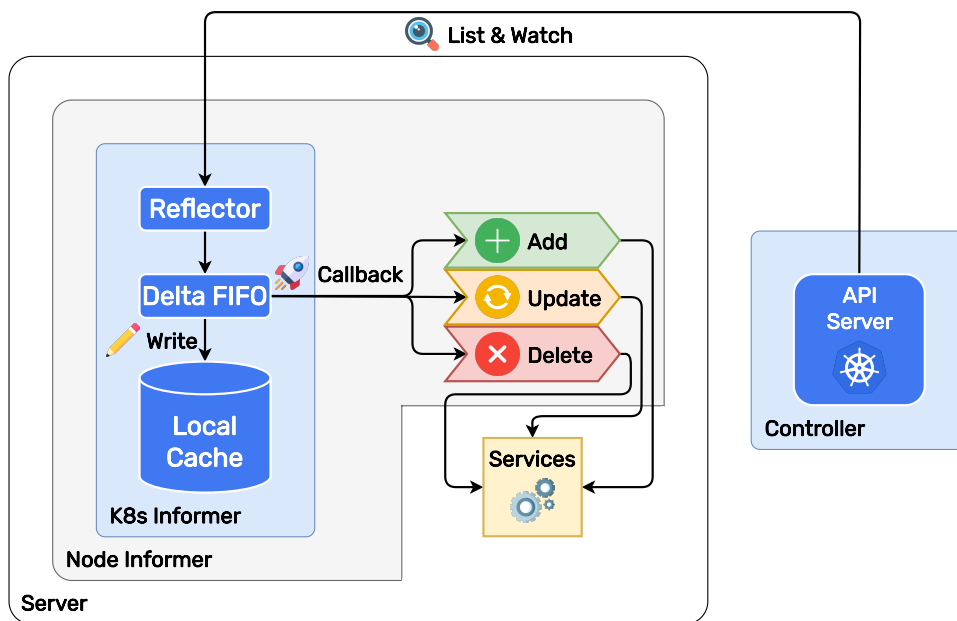 List & Watch
Reflector
Delta FIFO
Callback
Write
Local
Cache
K8s Informer
Node Informer
Server
Add
Update
Delete
Services
API
Server
Controller